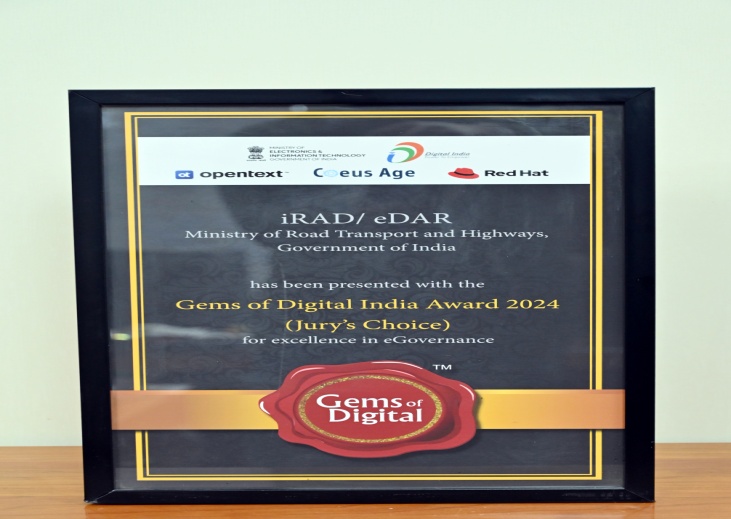 MINISTRY OF
ELECTRONICS &
INFORMATION TECHNOLOGY
GOVERNMENT OF INDIA
Digital India
opentext™
Coeus Age
Red Hat
iRAD/ eDAR
Ministry of Road Transport and Highways,
Government of India
has been presented with the
Gems of Digital India Award 2024
(Jury's Choice)
for excellence in eGovernance
TM
Gems of
Digital